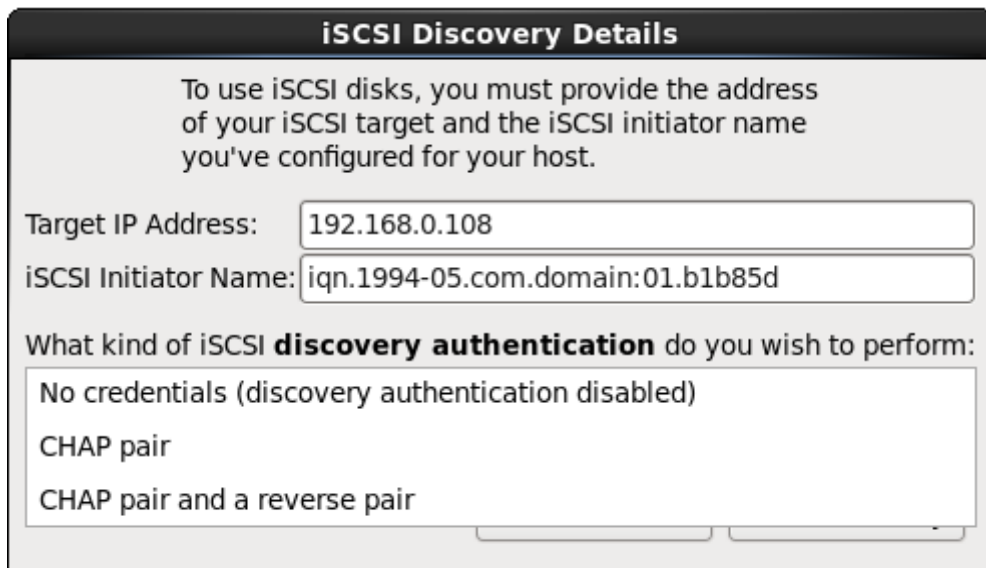 iSCSI Discovery Details
To use iSCSI disks, you must provide the address
of your iSCSI target and the iSCSI initiator name
you've configured for your host.
Target IP Address: 192.168.0.108
iSCSI Initiator Name: iqn.1994-05.com.domain:01.b1b85d
What kind of iSCSI discovery authentication do you wish to perform:
No credentials (discovery authentication disabled)
CHAP pair
CHAP pair and a reverse pair